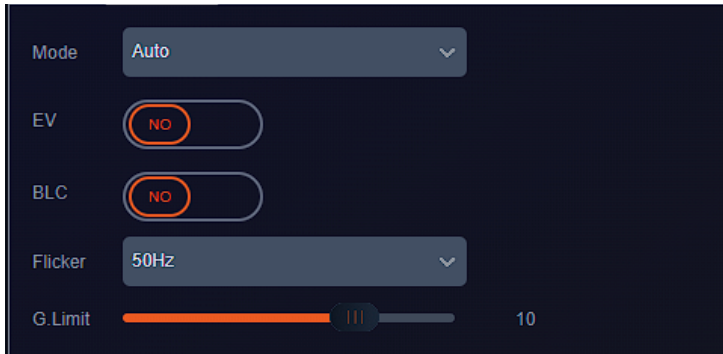 Mode Auto
EV NO
BLC NO
Flicker 50Hz
G.Limit 10